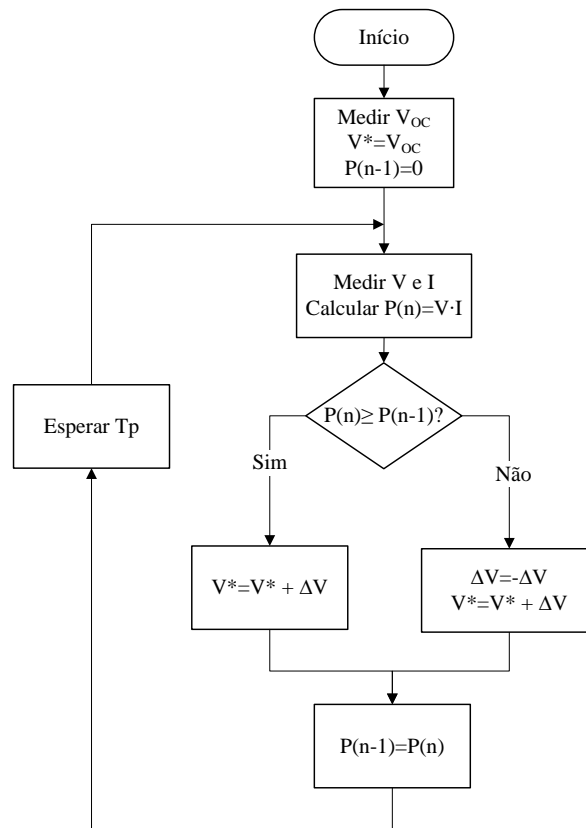 Início
Medir V_OC
V*=V_OC
P(n-1)=0
Medir V e I
Calcular P(n)=V·I
P(n)≥ P(n-1)?
Esperar Tp
Sim
Não
V*=V* + ΔV
ΔV=-ΔV
V*=V* + ΔV
P(n-1)=P(n)